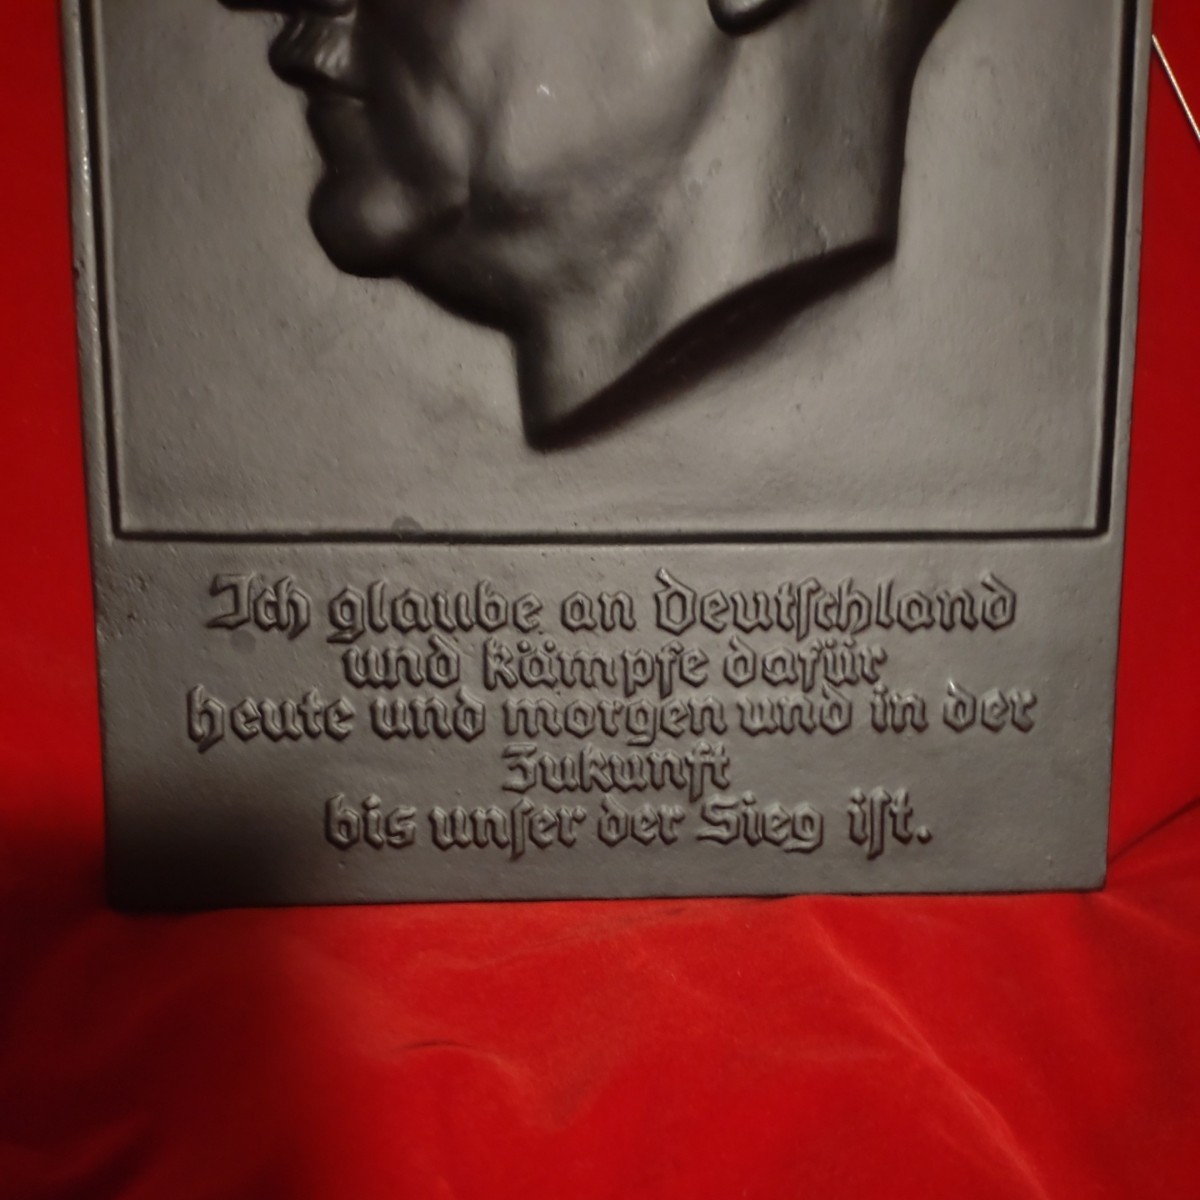 Ich glaube an Deutſchland
und kämpfe dafür
heute und morgen und in der
Zukunft
bis unſer der Sieg iſt.